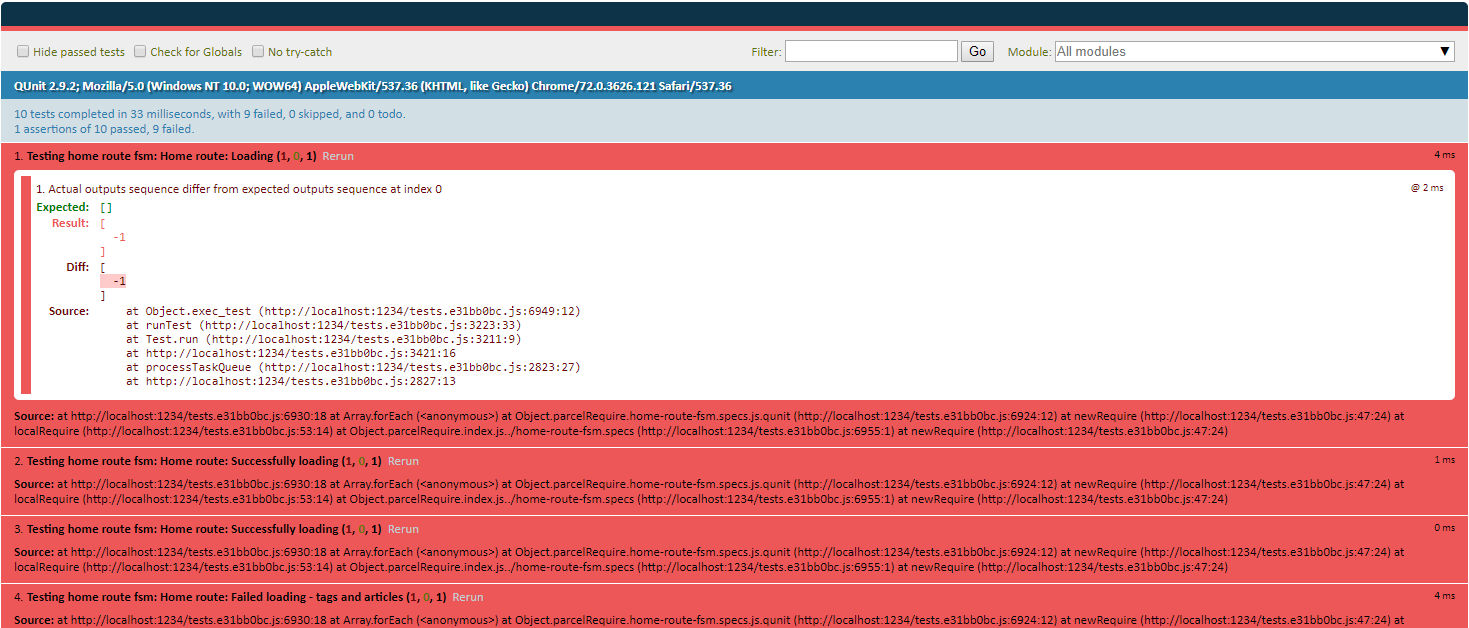 Hide passed tests Check for Globals No try-catch Filter: Go Module: All modules ▼
QUnit 2.9.2; Mozilla/5.0 (Windows NT 10.0; WOW64) AppleWebKit/537.36 (KHTML, like Gecko) Chrome/72.0.3626.121 Safari/537.36
10 tests completed in 33 milliseconds, with 9 failed, 0 skipped, and 0 todo.
1 assertions of 10 passed, 9 failed.
1. Testing home route fsm: Home route: Loading (1, 0, 1) Rerun 4 ms
1. Actual outputs sequence differ from expected outputs sequence at index 0 @ 2 ms
Expected: []
Result: [
-1
]
Diff: [
-1
]
Source: at Object.exec_test (http://localhost:1234/tests.e31bb0bc.js:6949:12)
at runTest (http://localhost:1234/tests.e31bb0bc.js:3223:33)
at Test.run (http://localhost:1234/tests.e31bb0bc.js:3211:9)
at http://localhost:1234/tests.e31bb0bc.js:3421:16
at processTaskQueue (http://localhost:1234/tests.e31bb0bc.js:2823:27)
at http://localhost:1234/tests.e31bb0bc.js:2827:13
Source: at http://localhost:1234/tests.e31bb0bc.js:6930:18 at Array.forEach (<anonymous>) at Object.parcelRequire.home-route-fsm.specs.js.qunit (http://localhost:1234/tests.e31bb0bc.js:6924:12) at newRequire (http://localhost:1234/tests.e31bb0bc.js:47:24) at
localRequire (http://localhost:1234/tests.e31bb0bc.js:53:14) at Object.parcelRequire.index.js../home-route-fsm.specs (http://localhost:1234/tests.e31bb0bc.js:6955:1) at newRequire (http://localhost:1234/tests.e31bb0bc.js:47:24)
2. Testing home route fsm: Home route: Successfully loading (1, 0, 1) Rerun 1 ms
Source: at http://localhost:1234/tests.e31bb0bc.js:6930:18 at Array.forEach (<anonymous>) at Object.parcelRequire.home-route-fsm.specs.js.qunit (http://localhost:1234/tests.e31bb0bc.js:6924:12) at newRequire (http://localhost:1234/tests.e31bb0bc.js:47:24) at
localRequire (http://localhost:1234/tests.e31bb0bc.js:53:14) at Object.parcelRequire.index.js../home-route-fsm.specs (http://localhost:1234/tests.e31bb0bc.js:6955:1) at newRequire (http://localhost:1234/tests.e31bb0bc.js:47:24)
3. Testing home route fsm: Home route: Successfully loading (1, 0, 1) Rerun 0 ms
Source: at http://localhost:1234/tests.e31bb0bc.js:6930:18 at Array.forEach (<anonymous>) at Object.parcelRequire.home-route-fsm.specs.js.qunit (http://localhost:1234/tests.e31bb0bc.js:6924:12) at newRequire (http://localhost:1234/tests.e31bb0bc.js:47:24) at
localRequire (http://localhost:1234/tests.e31bb0bc.js:53:14) at Object.parcelRequire.index.js../home-route-fsm.specs (http://localhost:1234/tests.e31bb0bc.js:6955:1) at newRequire (http://localhost:1234/tests.e31bb0bc.js:47:24)
4. Testing home route fsm: Home route: Failed loading - tags and articles (1, 0, 1) Rerun 4 ms
Source: at http://localhost:1234/tests.e31bb0bc.js:6930:18 at Array.forEach (<anonymous>) at Object.parcelRequire.home-route-fsm.specs.js.qunit (http://localhost:1234/tests.e31bb0bc.js:6924:12) at newRequire (http://localhost:1234/tests.e31bb0bc.js:47:24) at